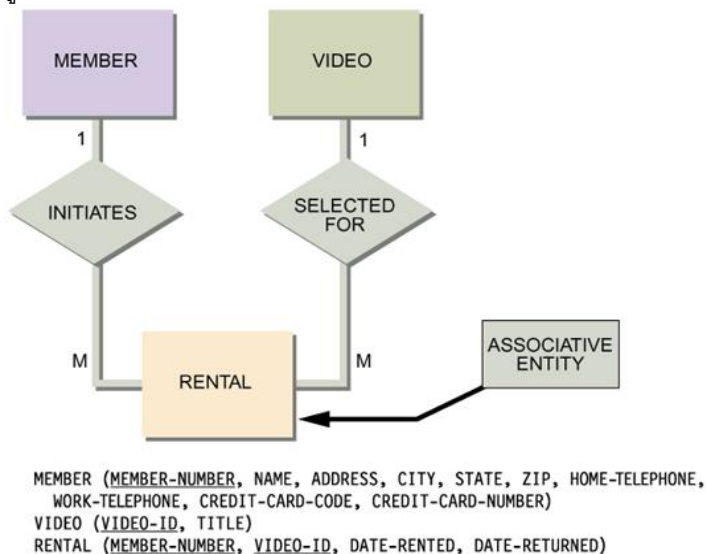 MEMBER
VIDEO
1
1
INITIATES
SELECTED
FOR
M
M
RENTAL
ASSOCIATIVE
ENTITY
MEMBER (MEMBER-NUMBER, NAME, ADDRESS, CITY, STATE, ZIP, HOME-TELEPHONE,
WORK-TELEPHONE, CREDIT-CARD-CODE, CREDIT-CARD-NUMBER)
VIDEO (VIDEO-ID, TITLE)
RENTAL (MEMBER-NUMBER, VIDEO-ID, DATE-RENTED, DATE-RETURNED)